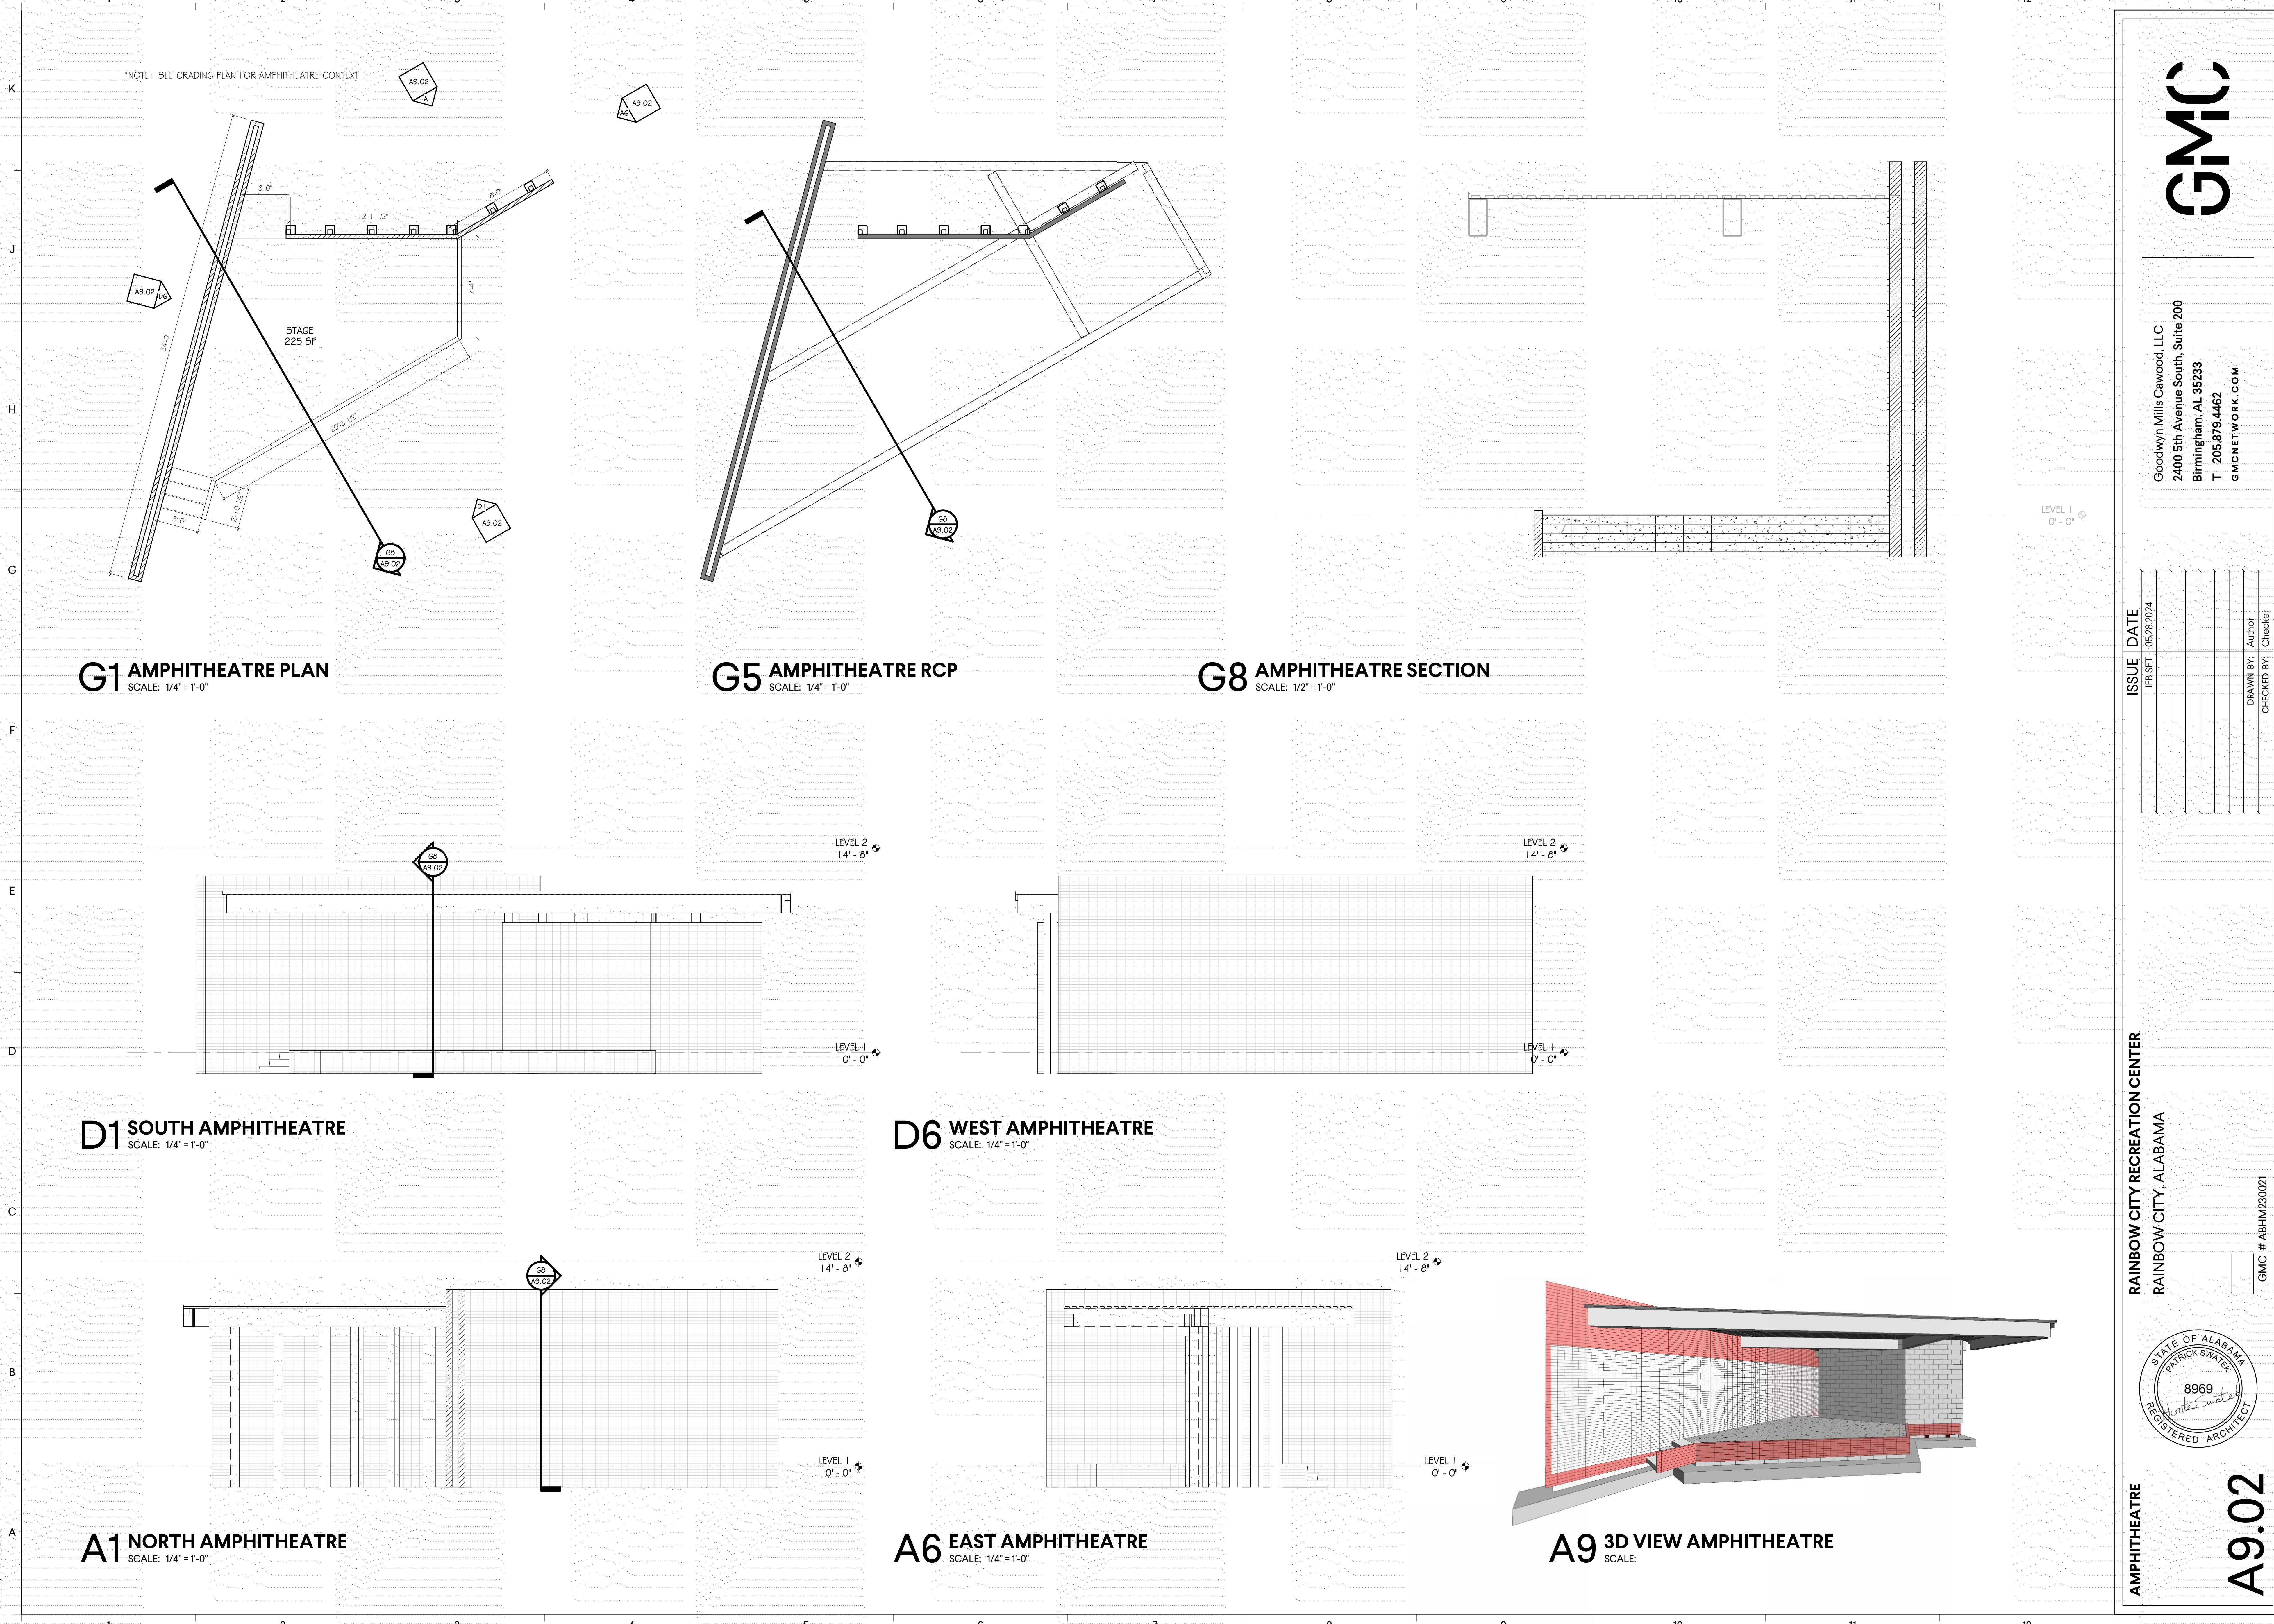 *NOTE: SEE GRADING PLAN FOR AMPHITHEATRE CONTEXT
A9.02
A1
A9.02
A6
3'-0"
12'-1 1/2"
8'-0"
A9.02
D6
34'-0"
STAGE
225 SF
7'-4"
20'-3 1/2"
3'-0"
2'-10 1/2"
D1
A9.02
G8
A9.02
G8
A9.02
LEVEL 1
0' - 0"
G1 AMPHITHEATRE PLAN
SCALE: 1/4" = 1'-0"
G5 AMPHITHEATRE RCP
SCALE: 1/4" = 1'-0"
G8 AMPHITHEATRE SECTION
SCALE: 1/2" = 1'-0"
LEVEL 2
14' - 8"
G8
A9.02
LEVEL 1
0' - 0"
LEVEL 2
14' - 8"
LEVEL 1
0' - 0"
D1 SOUTH AMPHITHEATRE
SCALE: 1/4" = 1'-0"
D6 WEST AMPHITHEATRE
SCALE: 1/4" = 1'-0"
LEVEL 2
14' - 8"
G8
A9.02
LEVEL 1
0' - 0"
LEVEL 2
14' - 8"
LEVEL 1
0' - 0"
A1 NORTH AMPHITHEATRE
SCALE: 1/4" = 1'-0"
A6 EAST AMPHITHEATRE
SCALE: 1/4" = 1'-0"
A9 3D VIEW AMPHITHEATRE
SCALE:
K
J
H
G
F
E
D
C
B
A
GMC
Goodwyn Mills Cawood, LLC
2400 5th Avenue South, Suite 200
Birmingham, AL 35233
T 205.879.4462
GMCNETWORK.COM
ISSUE DATE
IFB SET 05.28.2024
DRAWN BY: Author
CHECKED BY: Checker
RAINBOW CITY RECREATION CENTER
RAINBOW CITY, ALABAMA
GMC # ABHM230021
STATE OF ALABAMA
PATRICK SWATEK
8969
REGISTERED ARCHITECT
AMPHITHEATRE
A9.02